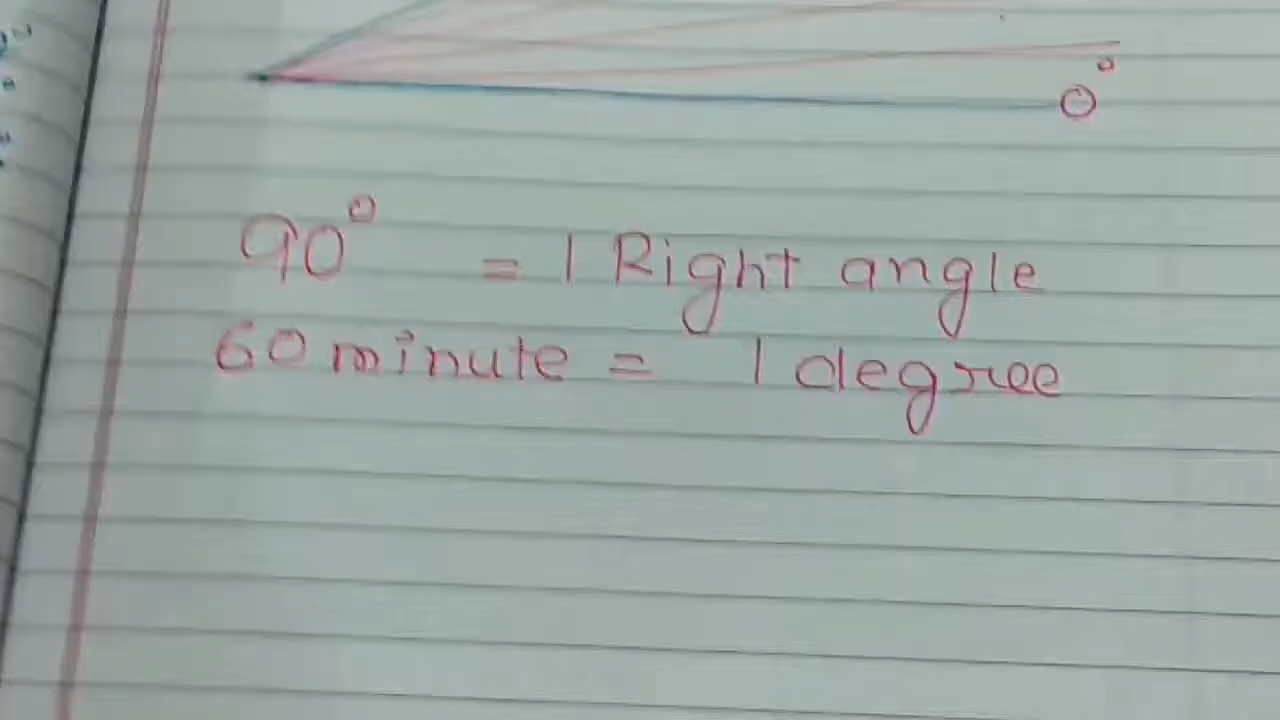 0°
90° = 1 Right angle
60 minute = 1 degree